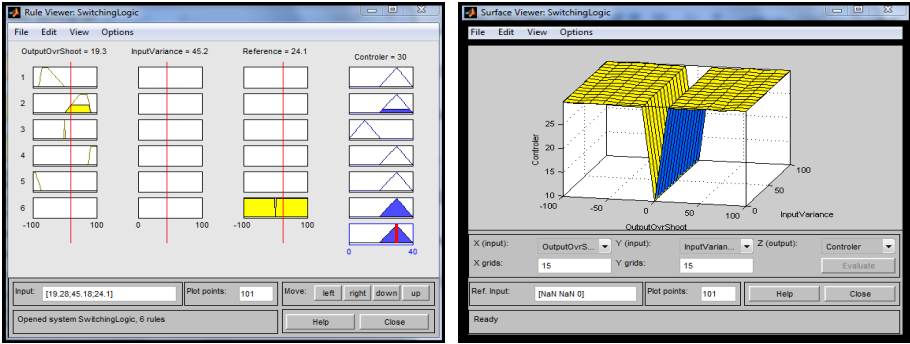 Rule Viewer: SwitchingLogic
File Edit View Options
OutputOvrShoot = 19.3 InputVariance = 45.2 Reference = 24.1
Controler = 30
1
2
3
4
5
6
-100 100 -100 100 -100 100
0 40
Input: [19.28;45.18;24.1] Plot points: 101 Move: left right down up
Opened system SwitchingLogic, 6 rules
Help Close
Surface Viewer: SwitchingLogic
File Edit View Options
25
20
15
10
Controler
-100 -50 0 50 100
OutputOvrShoot
0 50 100
InputVariance
X (input): OutputOvrS... Y (input): InputVarian... Z (output): Controler
X grids: 15 Y grids: 15 Evaluate
Ref. Input: [NaN NaN 0] Plot points: 101 Help Close
Ready